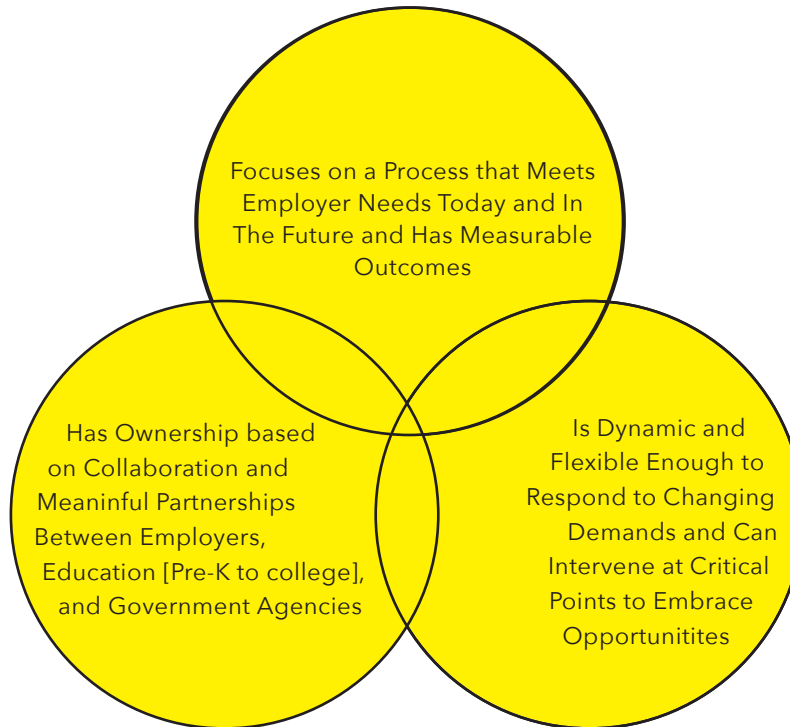 Focuses on a Process that Meets
Employer Needs Today and In
The Future and Has Measurable
Outcomes
Has Ownership based
on Collaboration and
Meaninful Partnerships
Between Employers,
Education [Pre-K to college],
and Government Agencies
Is Dynamic and
Flexible Enough to
Respond to Changing
Demands and Can
Intervene at Critical
Points to Embrace
Opportunitites